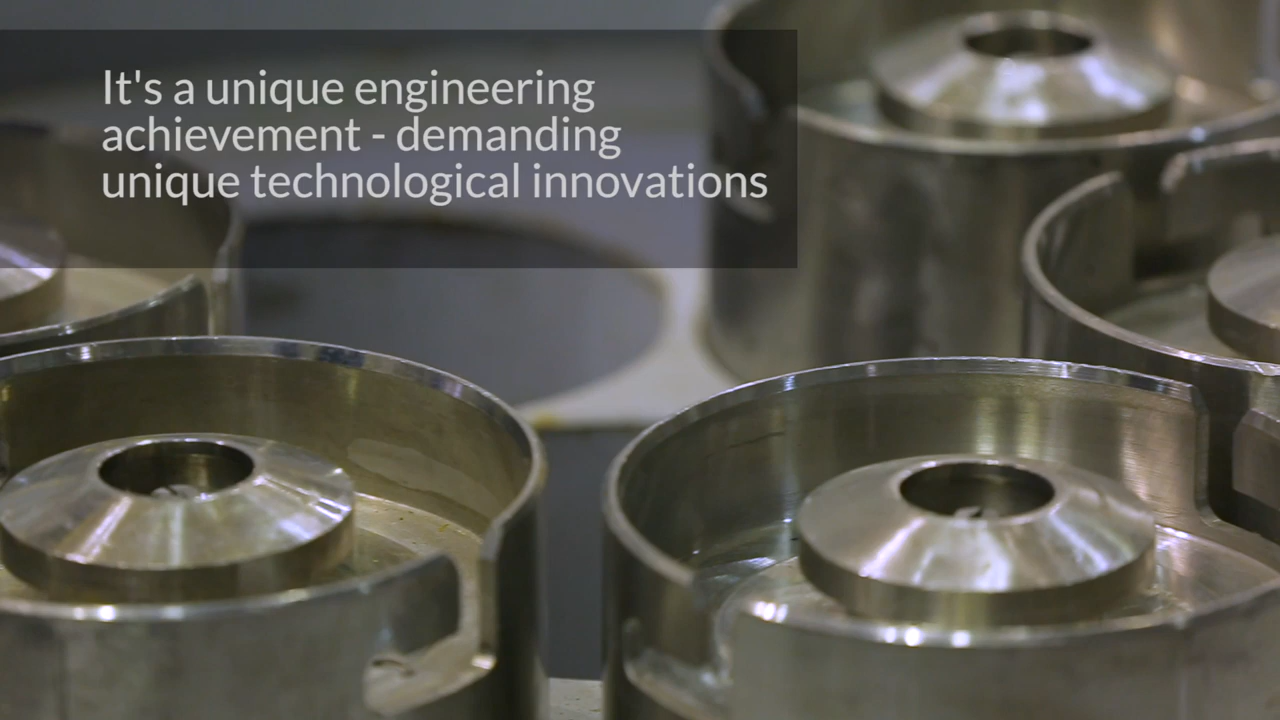 It's a unique engineering
achievement - demanding
unique technological innovations